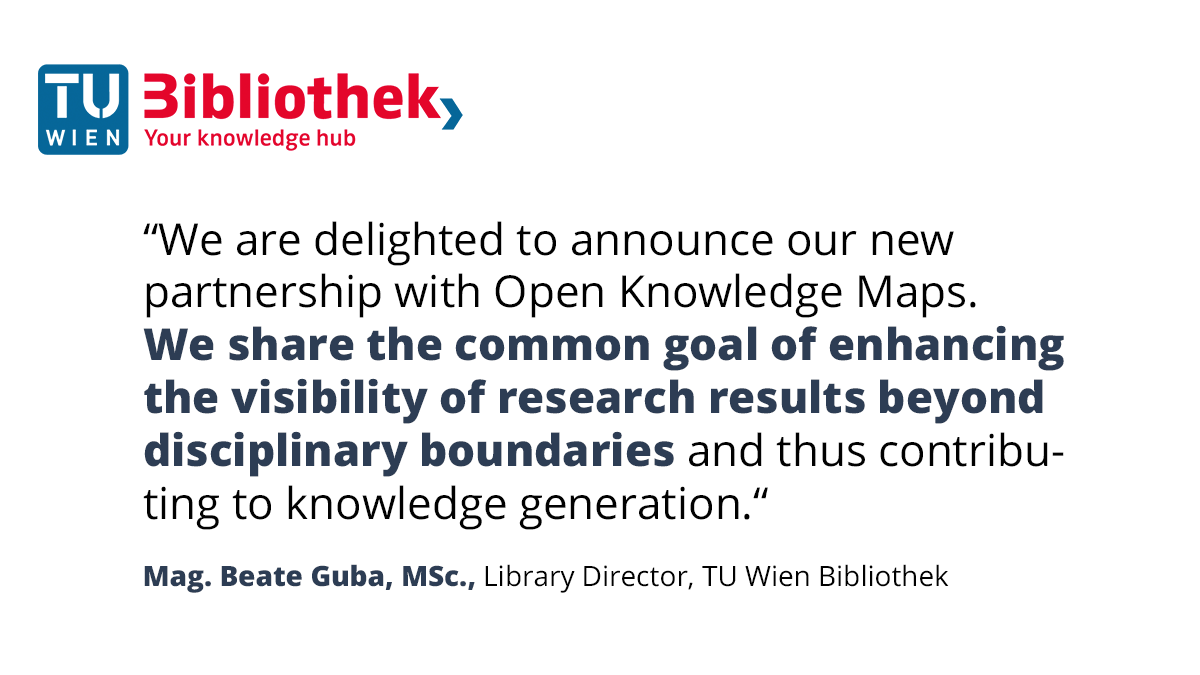 TU
WIEN
Bibliothek
Your knowledge hub
“We are delighted to announce our new
partnership with Open Knowledge Maps.
We share the common goal of enhancing
the visibility of research results beyond
disciplinary boundaries and thus contribu-
ting to knowledge generation.“
Mag. Beate Guba, MSc., Library Director, TU Wien Bibliothek